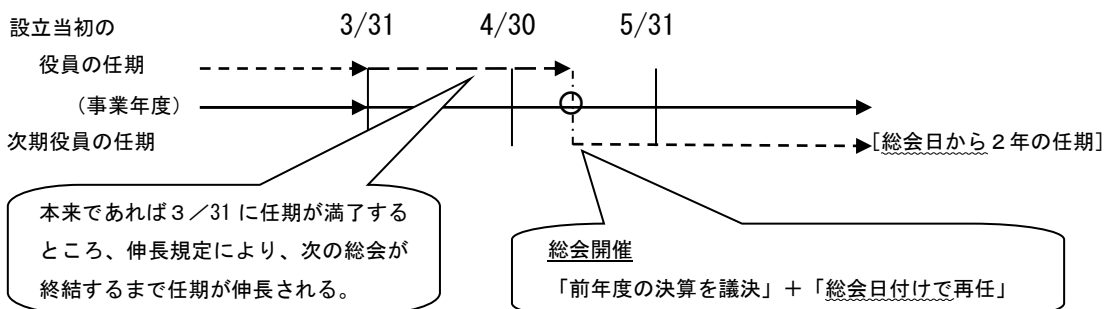 設立当初の 3/31 4/30 5/31
役員の任期
（事業年度）
次期役員の任期 [総会日から２年の任期]
本来であれば３／31 に任期が満了する
ところ、伸長規定により、次の総会が
終結するまで任期が伸長される。
総会開催
「前年度の決算を議決」＋「総会日付けで再任」